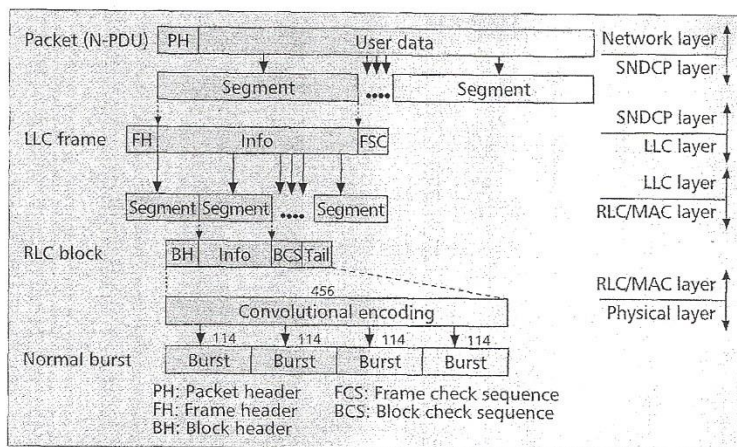 Packet (N-PDU) PH User data Network layer
SNDCP layer
Segment •••• Segment
SNDCP layer
LLC frame FH Info FSC LLC layer
LLC layer
Segment Segment •••• Segment RLC/MAC layer
RLC block BH Info BCS Tail
456 RLC/MAC layer
Convolutional encoding Physical layer
114 114 114 114
Normal burst Burst Burst Burst Burst
PH: Packet header FCS: Frame check sequence
FH: Frame header BCS: Block check sequence
BH: Block header